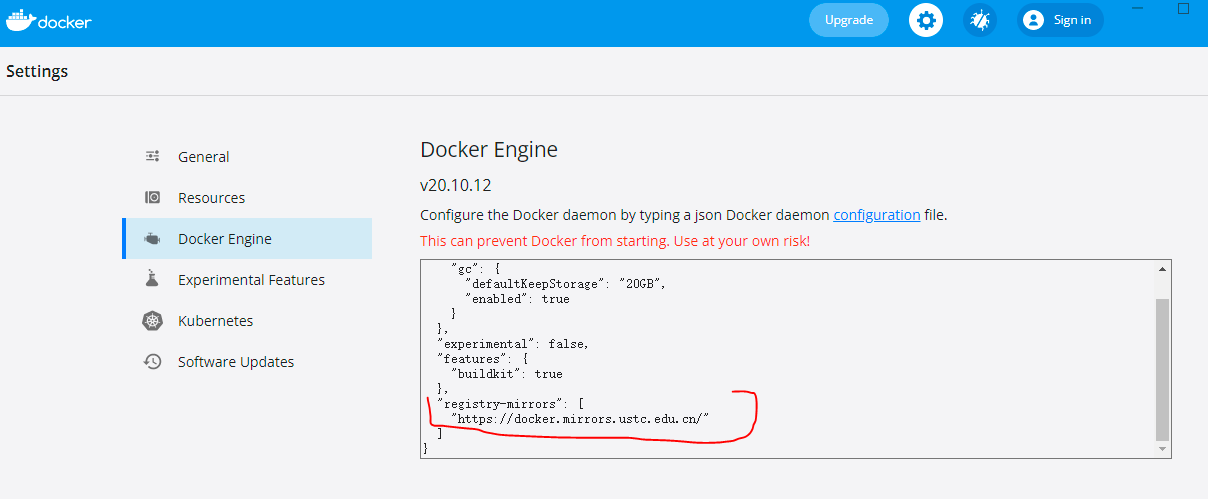 docker
Upgrade
Sign in
Settings
General
Resources
Docker Engine
Experimental Features
Kubernetes
Software Updates
Docker Engine
v20.10.12
Configure the Docker daemon by typing a json Docker daemon configuration file.
This can prevent Docker from starting. Use at your own risk!
"gc": {
"defaultKeepStorage": "20GB",
"enabled": true
}
},
"experimental": false,
"features": {
"buildkit": true
},
"registry-mirrors": [
"https://docker.mirrors.ustc.edu.cn/"
]
}